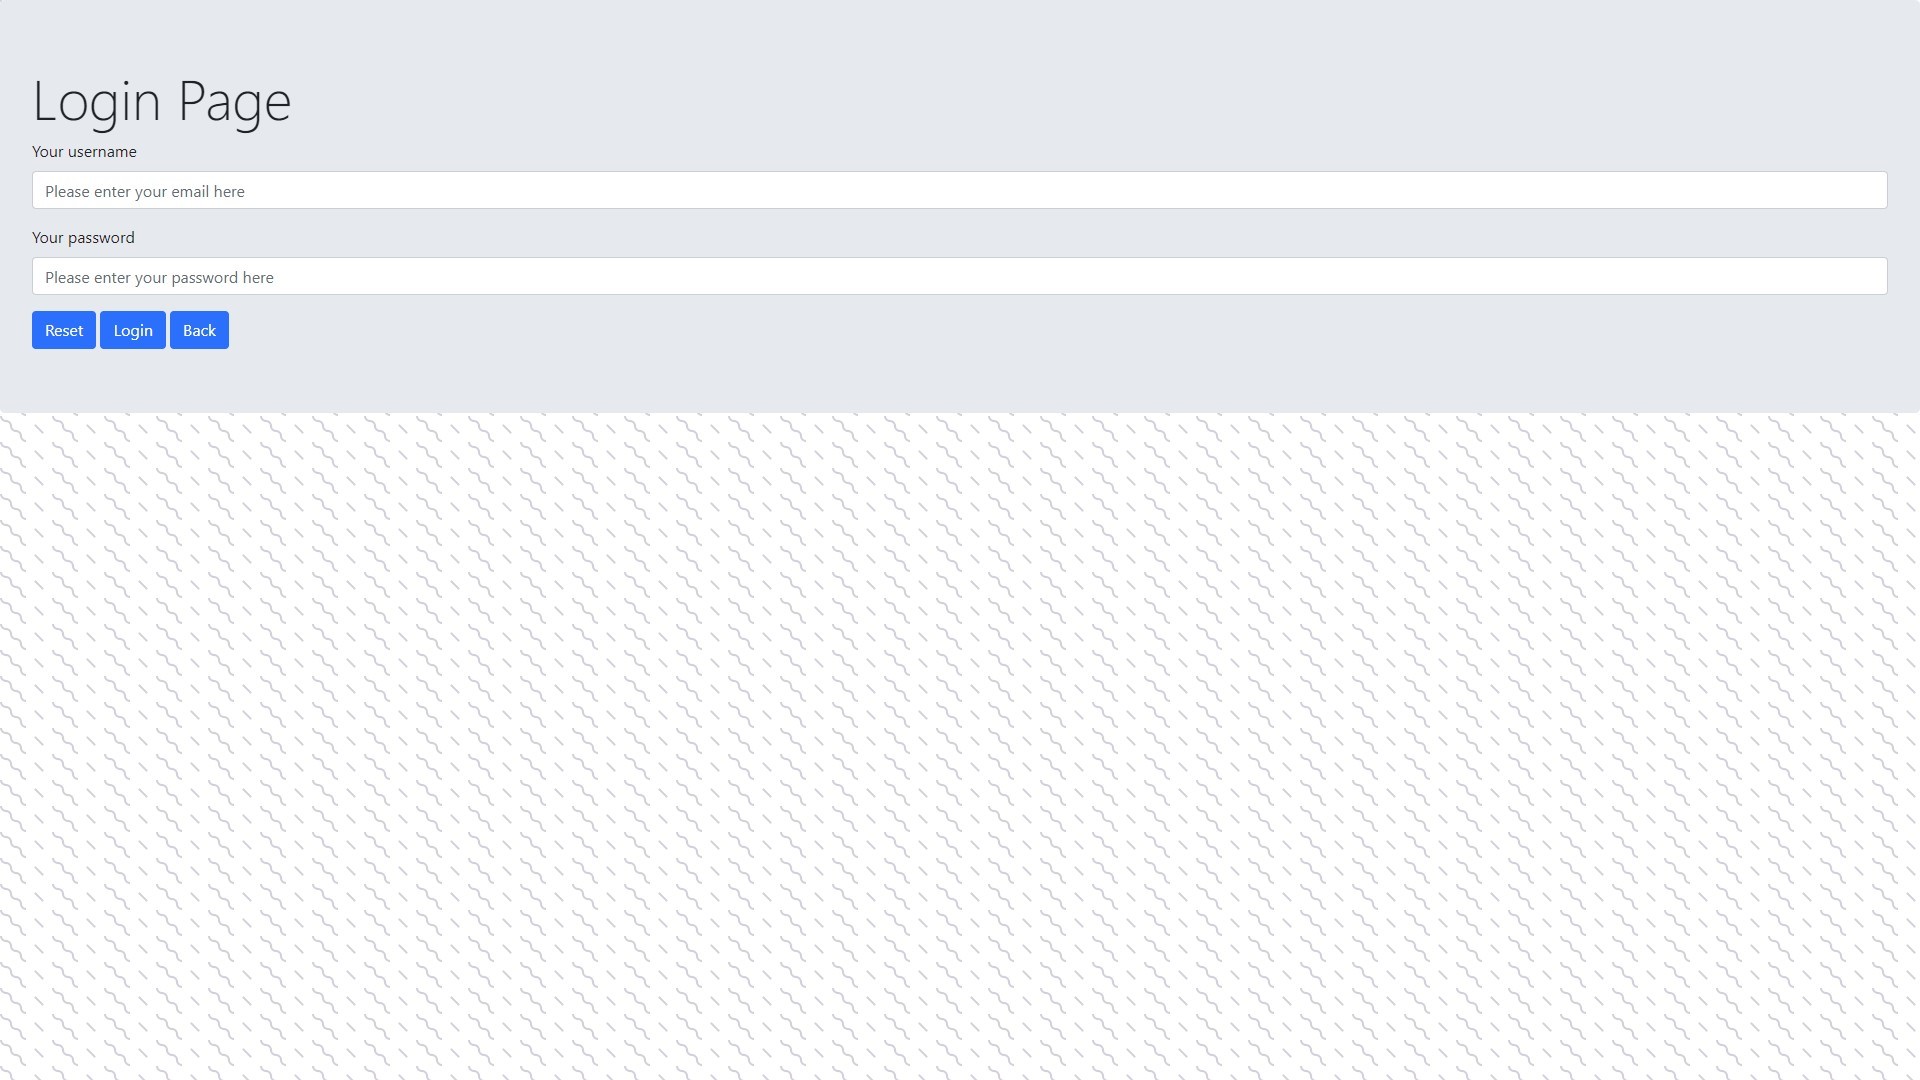 Login Page
Your username
Please enter your email here
Your password
Please enter your password here
Reset Login Back